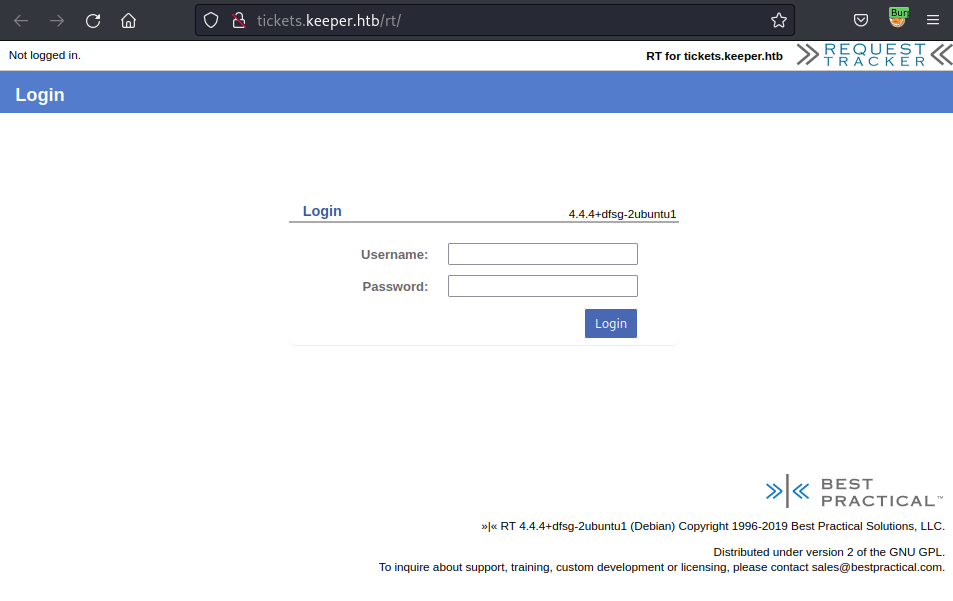 tickets.keeper.htb/rt/
Not logged in.
RT for tickets.keeper.htb
REQUEST
TRACKER
Login
Login
4.4.4+dfsg-2ubuntu1
Username:
Password:
Login
BEST
PRACTICAL™
»|« RT 4.4.4+dfsg-2ubuntu1 (Debian) Copyright 1996-2019 Best Practical Solutions, LLC.
Distributed under version 2 of the GNU GPL.
To inquire about support, training, custom development or licensing, please contact sales@bestpractical.com.